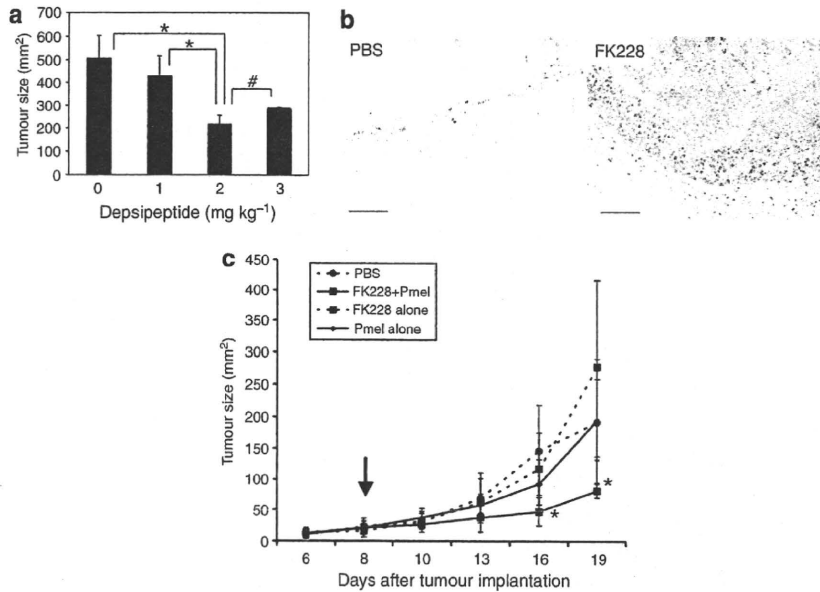 a
700
600
500
400
300
200
100
0
Tumour size (mm²)
*
*
#
0 1 2 3
Depsipeptide (mg kg⁻¹)
b
PBS
FK228
c
450
400
350
300
250
200
150
100
50
0
Tumour size (mm²)
PBS
FK228+Pmel
FK228 alone
Pmel alone
*
*
6 8 10 13 16 19
Days after tumour implantation